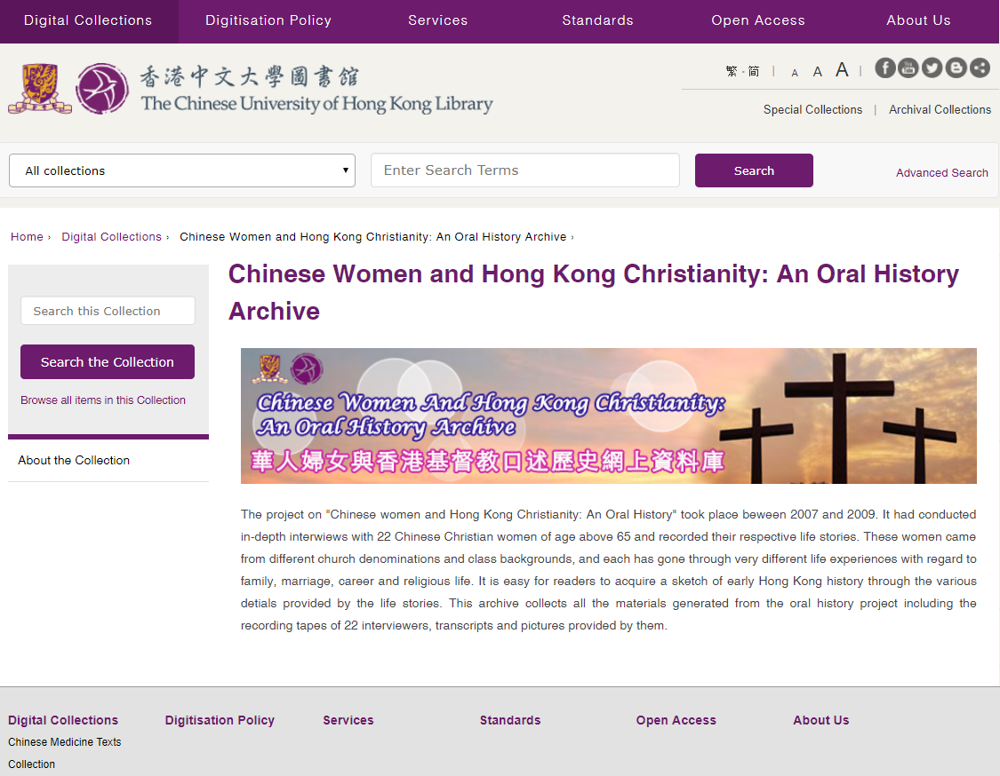 Digital Collections Digitisation Policy Services Standards Open Access About Us
香港中文大學圖書館
The Chinese University of Hong Kong Library
繁 - 简 | A A A |
Special Collections | Archival Collections
All collections Enter Search Terms Search Advanced Search
Home › Digital Collections › Chinese Women and Hong Kong Christianity: An Oral History Archive ›
Search this Collection
Search the Collection
Browse all items in this Collection
About the Collection
Chinese Women and Hong Kong Christianity: An Oral History
Archive
Chinese Women And Hong Kong Christianity:
An Oral History Archive
華人婦女與香港基督教口述歷史網上資料庫
The project on "Chinese women and Hong Kong Christianity: An Oral History" took place beween 2007 and 2009. It had conducted
in-depth interwiews with 22 Chinese Christian women of age above 65 and recorded their respective life stories. These women came
from different church denominations and class backgrounds, and each has gone through very different life experiences with regard to
family, marriage, career and religious life. It is easy for readers to acquire a sketch of early Hong Kong history through the various
detials provided by the life stories. This archive collects all the materials generated from the oral history project including the
recording tapes of 22 interviewers, transcripts and pictures provided by them.
Digital Collections Digitisation Policy Services Standards Open Access About Us
Chinese Medicine Texts
Collection